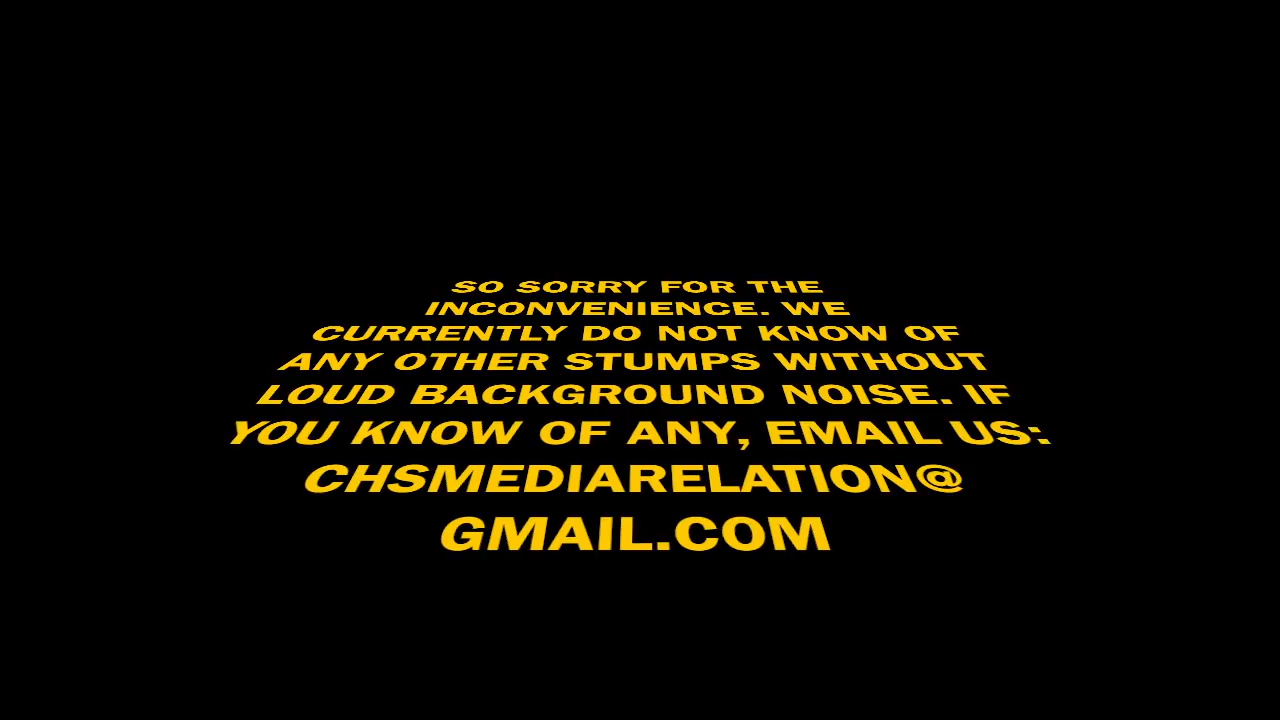 SO SORRY FOR THE
INCONVENIENCE. WE
CURRENTLY DO NOT KNOW OF
ANY OTHER STUMPS WITHOUT
LOUD BACKGROUND NOISE. IF
YOU KNOW OF ANY, EMAIL US:
CHSMEDIARELATION@
GMAIL.COM